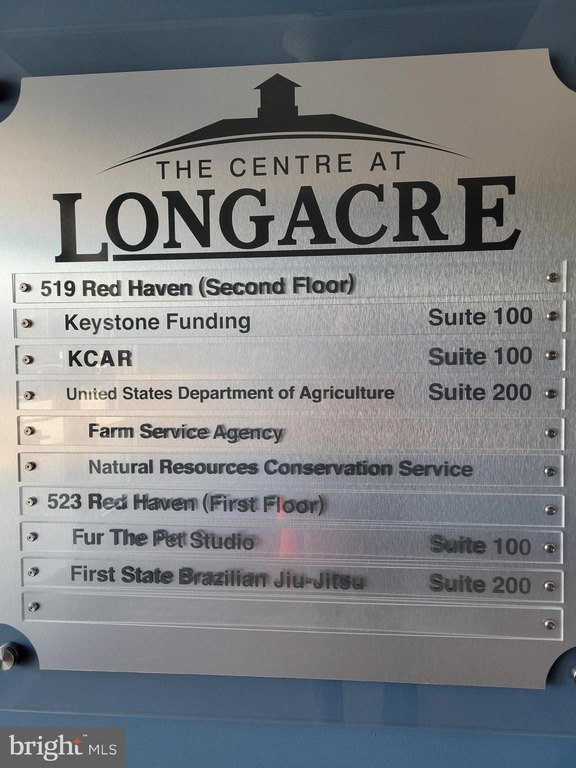 THE CENTRE AT
LONGACRE
519 Red Haven (Second Floor)
Keystone Funding Suite 100
KCAR Suite 100
United States Department of Agriculture Suite 200
Farm Service Agency
Natural Resources Conservation Service
523 Red Haven (First Floor)
Fur The Pet Studio Suite 100
First State Brazilian Jiu-Jitsu Suite 200
bright™ MLS